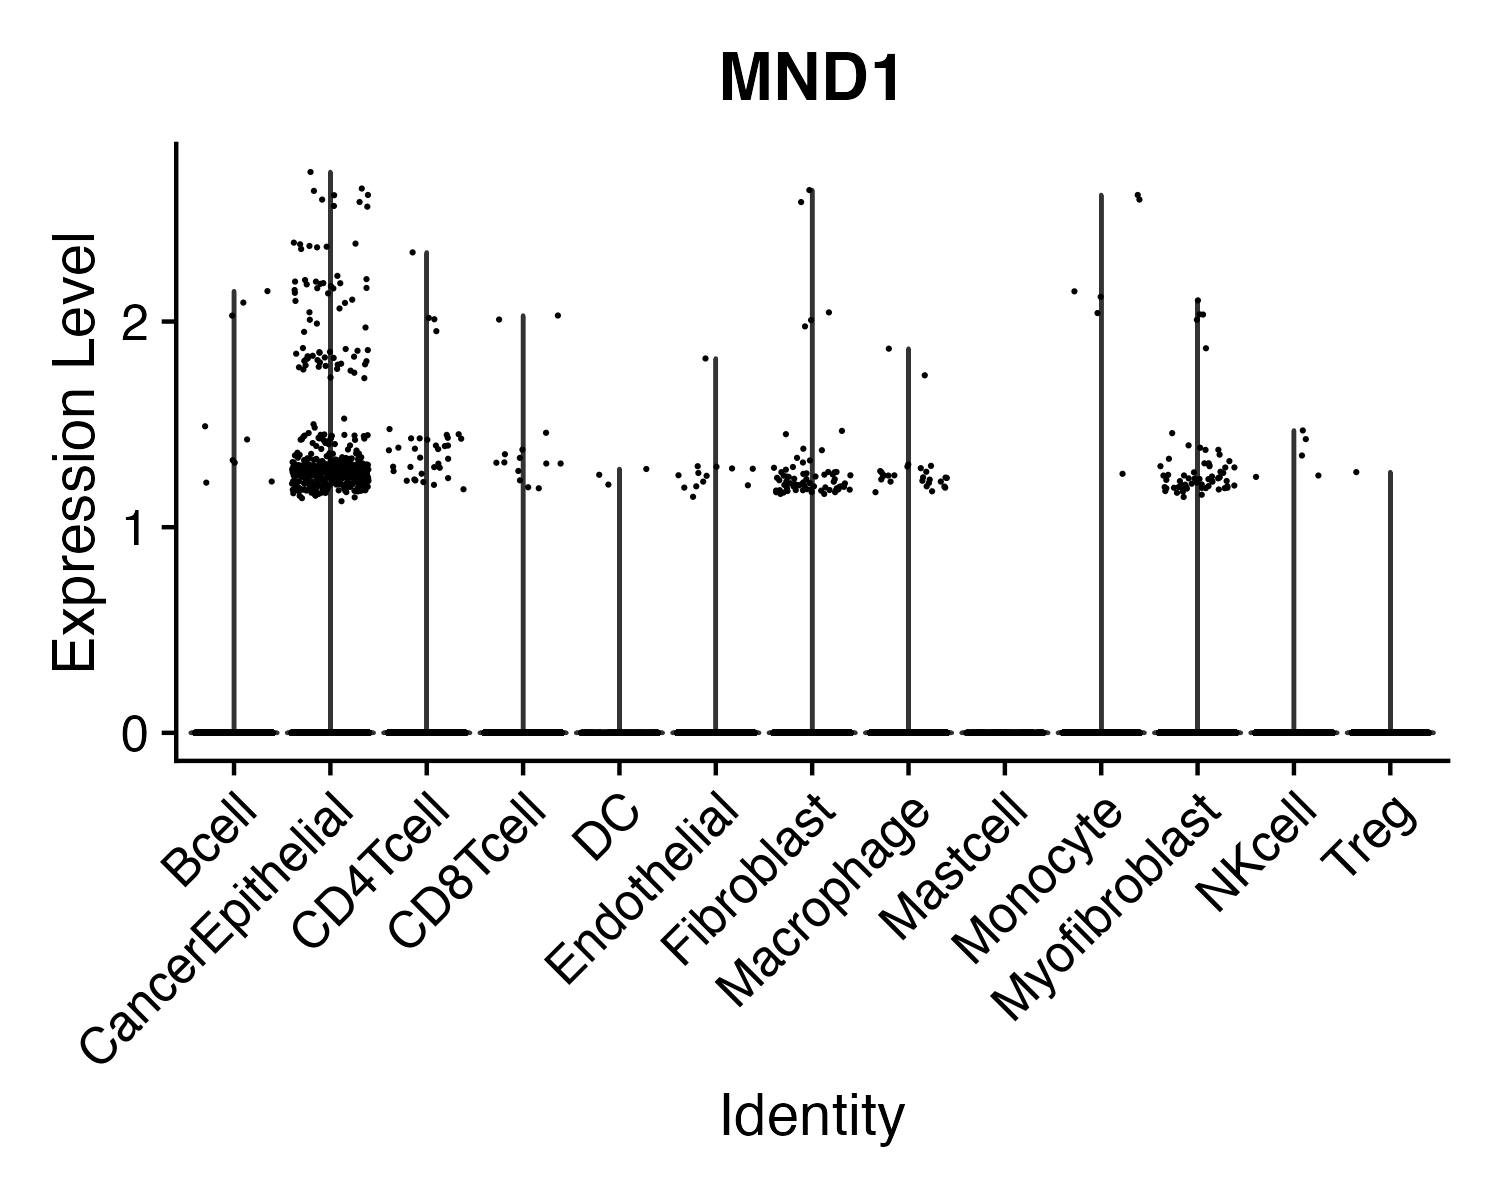 MND1
Expression Level
2
1
0
Bcell
CancerEpithelial
CD4Tcell
CD8Tcell
DC
Endothelial
Fibroblast
Macrophage
Mastcell
Monocyte
Myofibroblast
NKcell
Treg
Identity